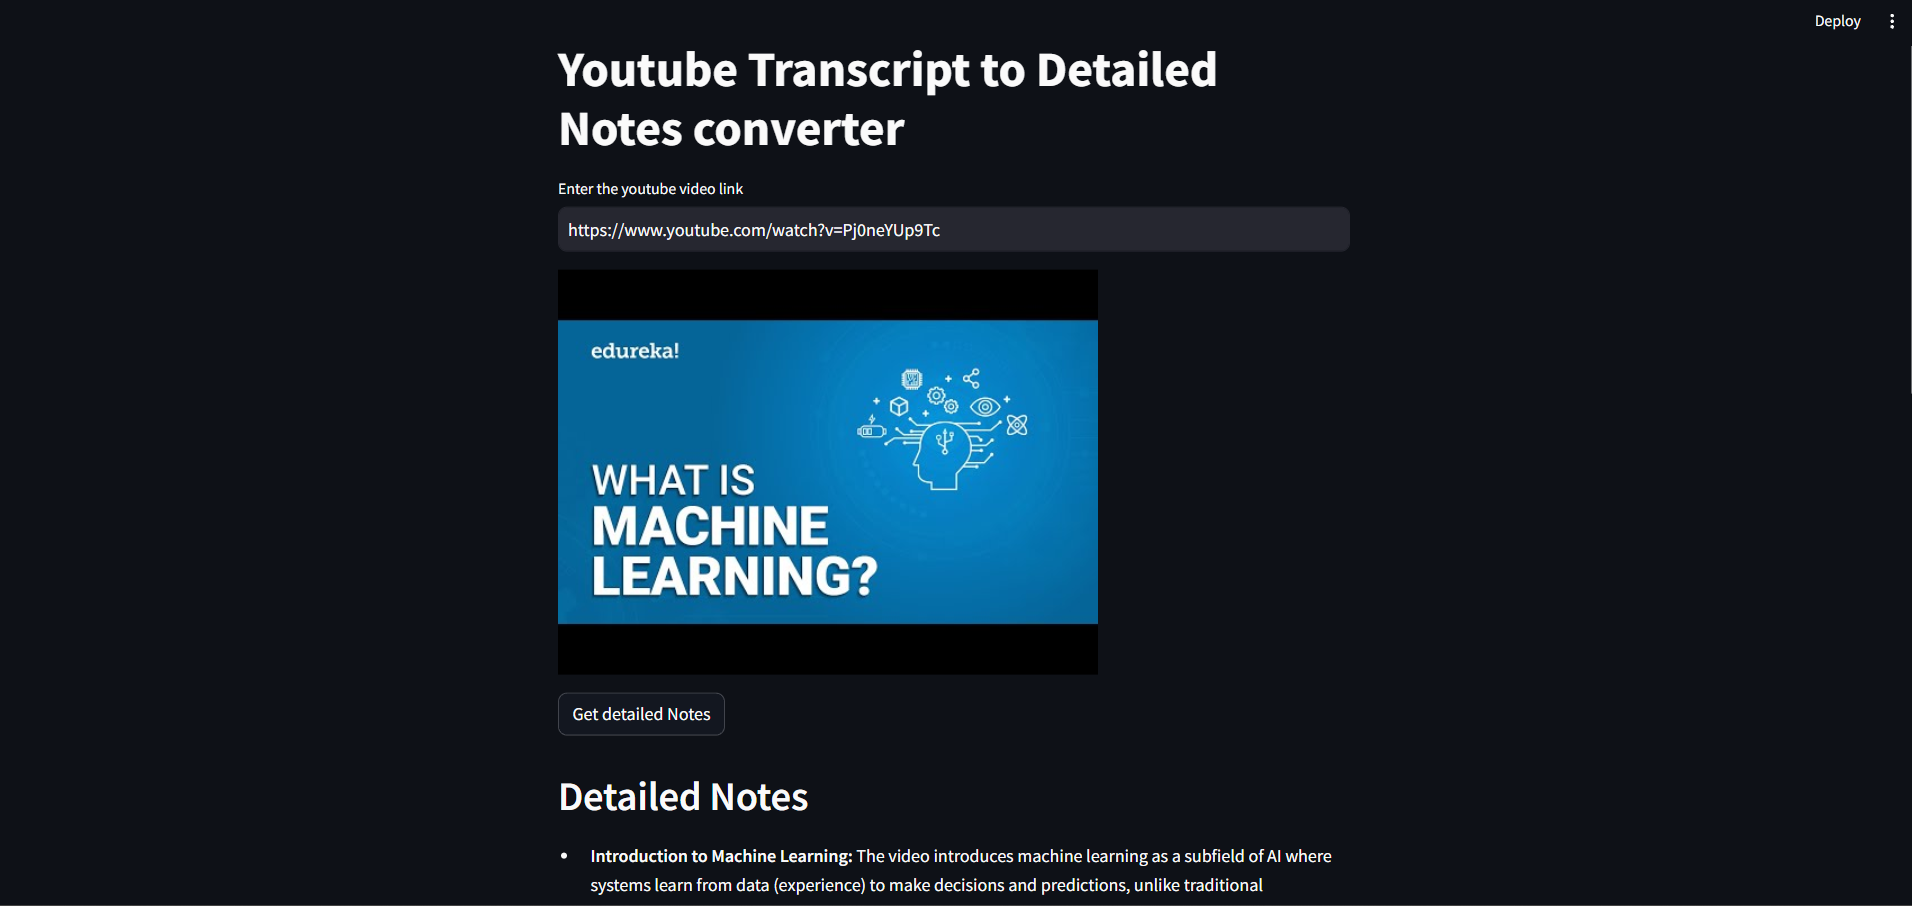 Deploy
Youtube Transcript to Detailed
Notes converter
Enter the youtube video link
https://www.youtube.com/watch?v=Pj0neYUp9Tc
edureka!
WHAT IS
MACHINE
LEARNING?
Get detailed Notes
Detailed Notes
• Introduction to Machine Learning: The video introduces machine learning as a subfield of AI where
systems learn from data (experience) to make decisions and predictions, unlike traditional